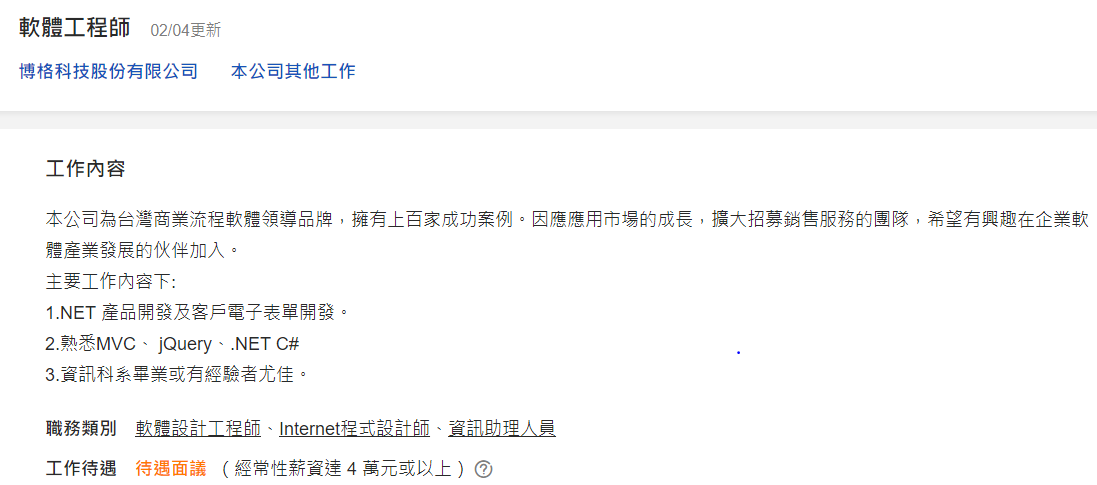 軟體工程師 02/04更新
博格科技股份有限公司 本公司其他工作
工作內容
本公司為台灣商業流程軟體領導品牌，擁有上百家成功案例。因應應用市場的成長，擴大招募銷售服務的團隊，希望有興趣在企業軟
體產業發展的伙伴加入。
主要工作內容下:
1.NET 產品開發及客戶電子表單開發。
2.熟悉MVC、 jQuery、.NET C#
3.資訊科系畢業或有經驗者尤佳。
職務類別 軟體設計工程師、Internet程式設計師、資訊助理人員
工作待遇 待遇面議 （ 經常性薪資達 4 萬元或以上 ） ?